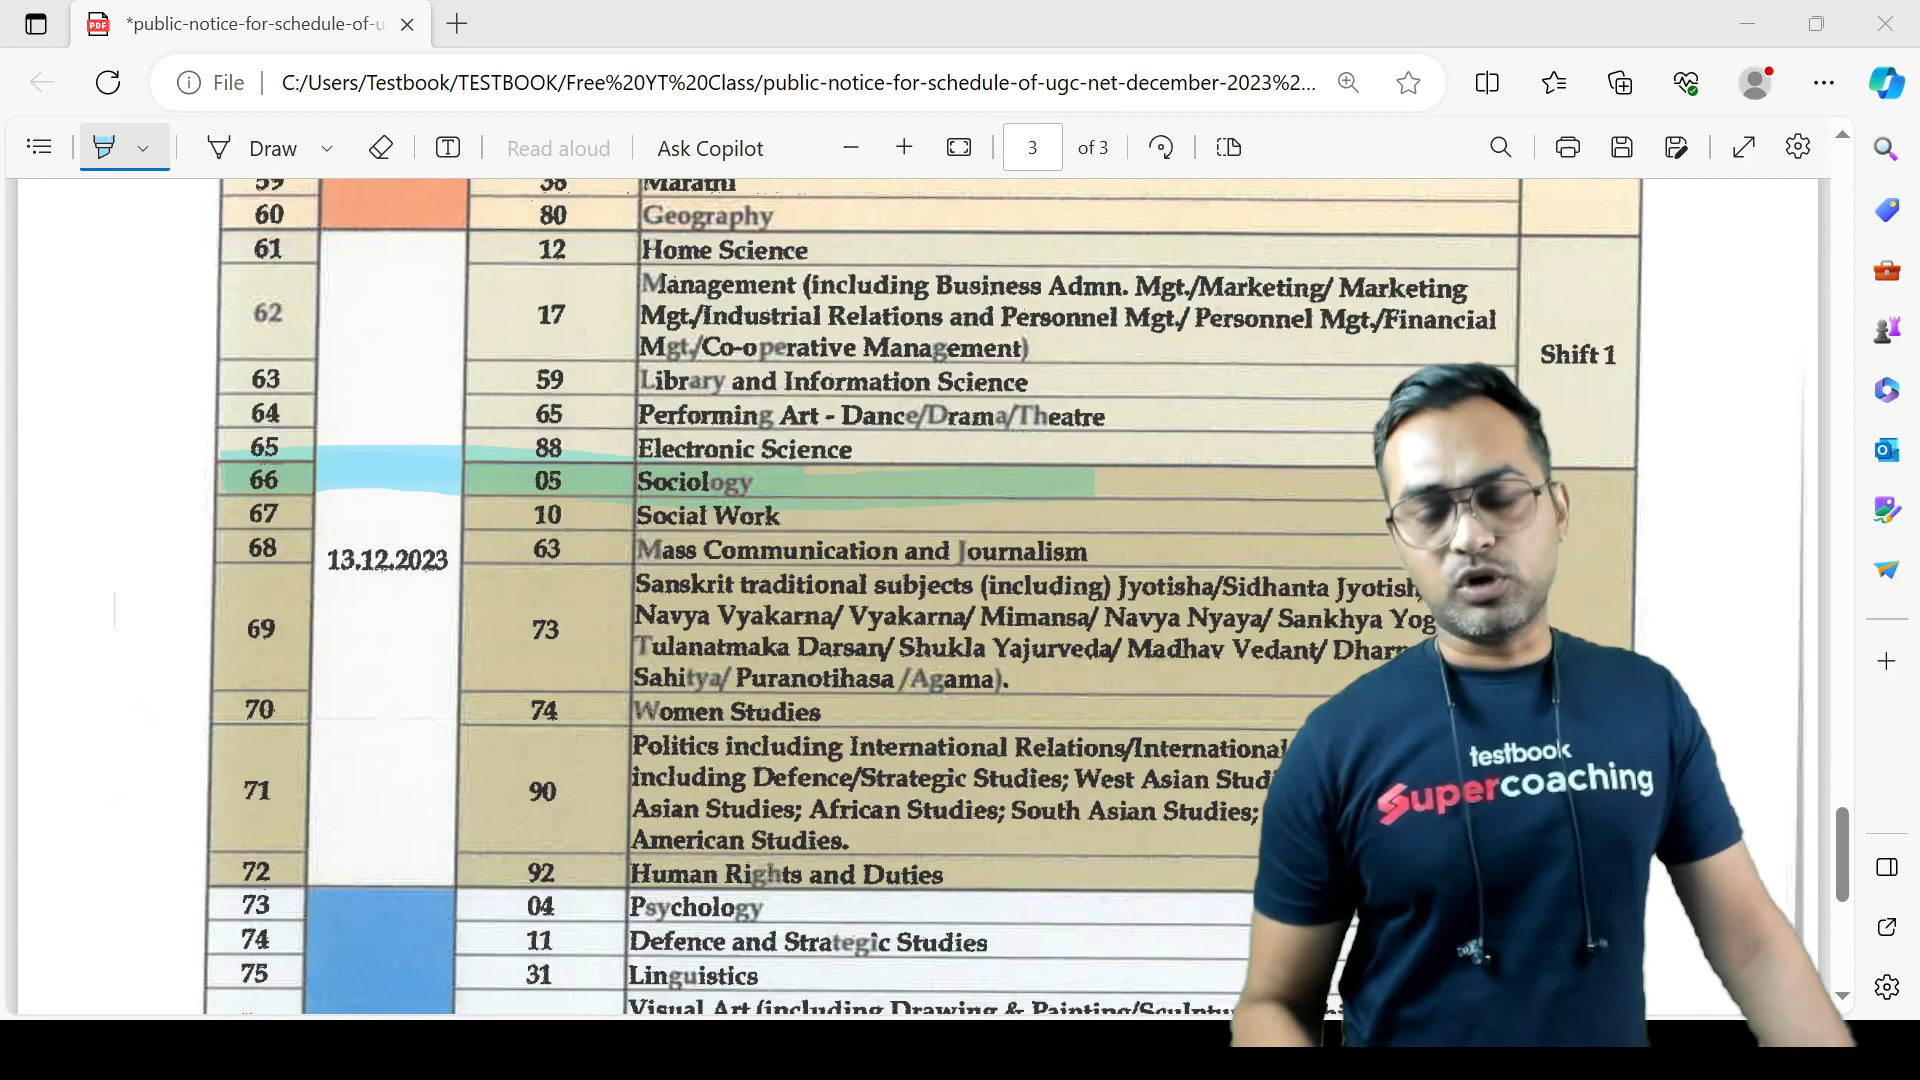 *public-notice-for-schedule-of-u
File
C:/Users/Testbook/TESTBOOK/Free%20YT%20Class/public-notice-for-schedule-of-ugc-net-december-2023%2...
Draw
Read aloud
Ask Copilot
3
of 3
59 38 Marathi
60 80 Geography
61 12 Home Science
62 17 Management (including Business Admn. Mgt./Marketing/ Marketing
Mgt./Industrial Relations and Personnel Mgt./ Personnel Mgt./Financial
Mgt./Co-operative Management)
Shift 1
63 59 Library and Information Science
64 65 Performing Art - Dance/Drama/Theatre
65 88 Electronic Science
66 05 Sociology
67 10 Social Work
13.12.2023
68 63 Mass Communication and Journalism
69 73 Sanskrit traditional subjects (including) Jyotisha/Sidhanta
Navya Vyakarna/ Vyakarna/ Mimansa/ Navya Nyaya/ Sankhya
Tulanatmaka Darsan/ Shukla Yajurveda/ Madhav Vedant/
Sahitya/ Puranotihasa /Agama).
70 74 Women Studies
71 90 Politics including International Relations/International
including Defence/Strategic Studies; West Asian
Asian Studies; African Studies; South Asian Studies;
American Studies.
72 92 Human Rights and Duties
73 04 Psychology
74 11 Defence and Strategic Studies
75 31 Linguistics
Visual Art (including Drawing & Painting/
testbook
Supercoaching